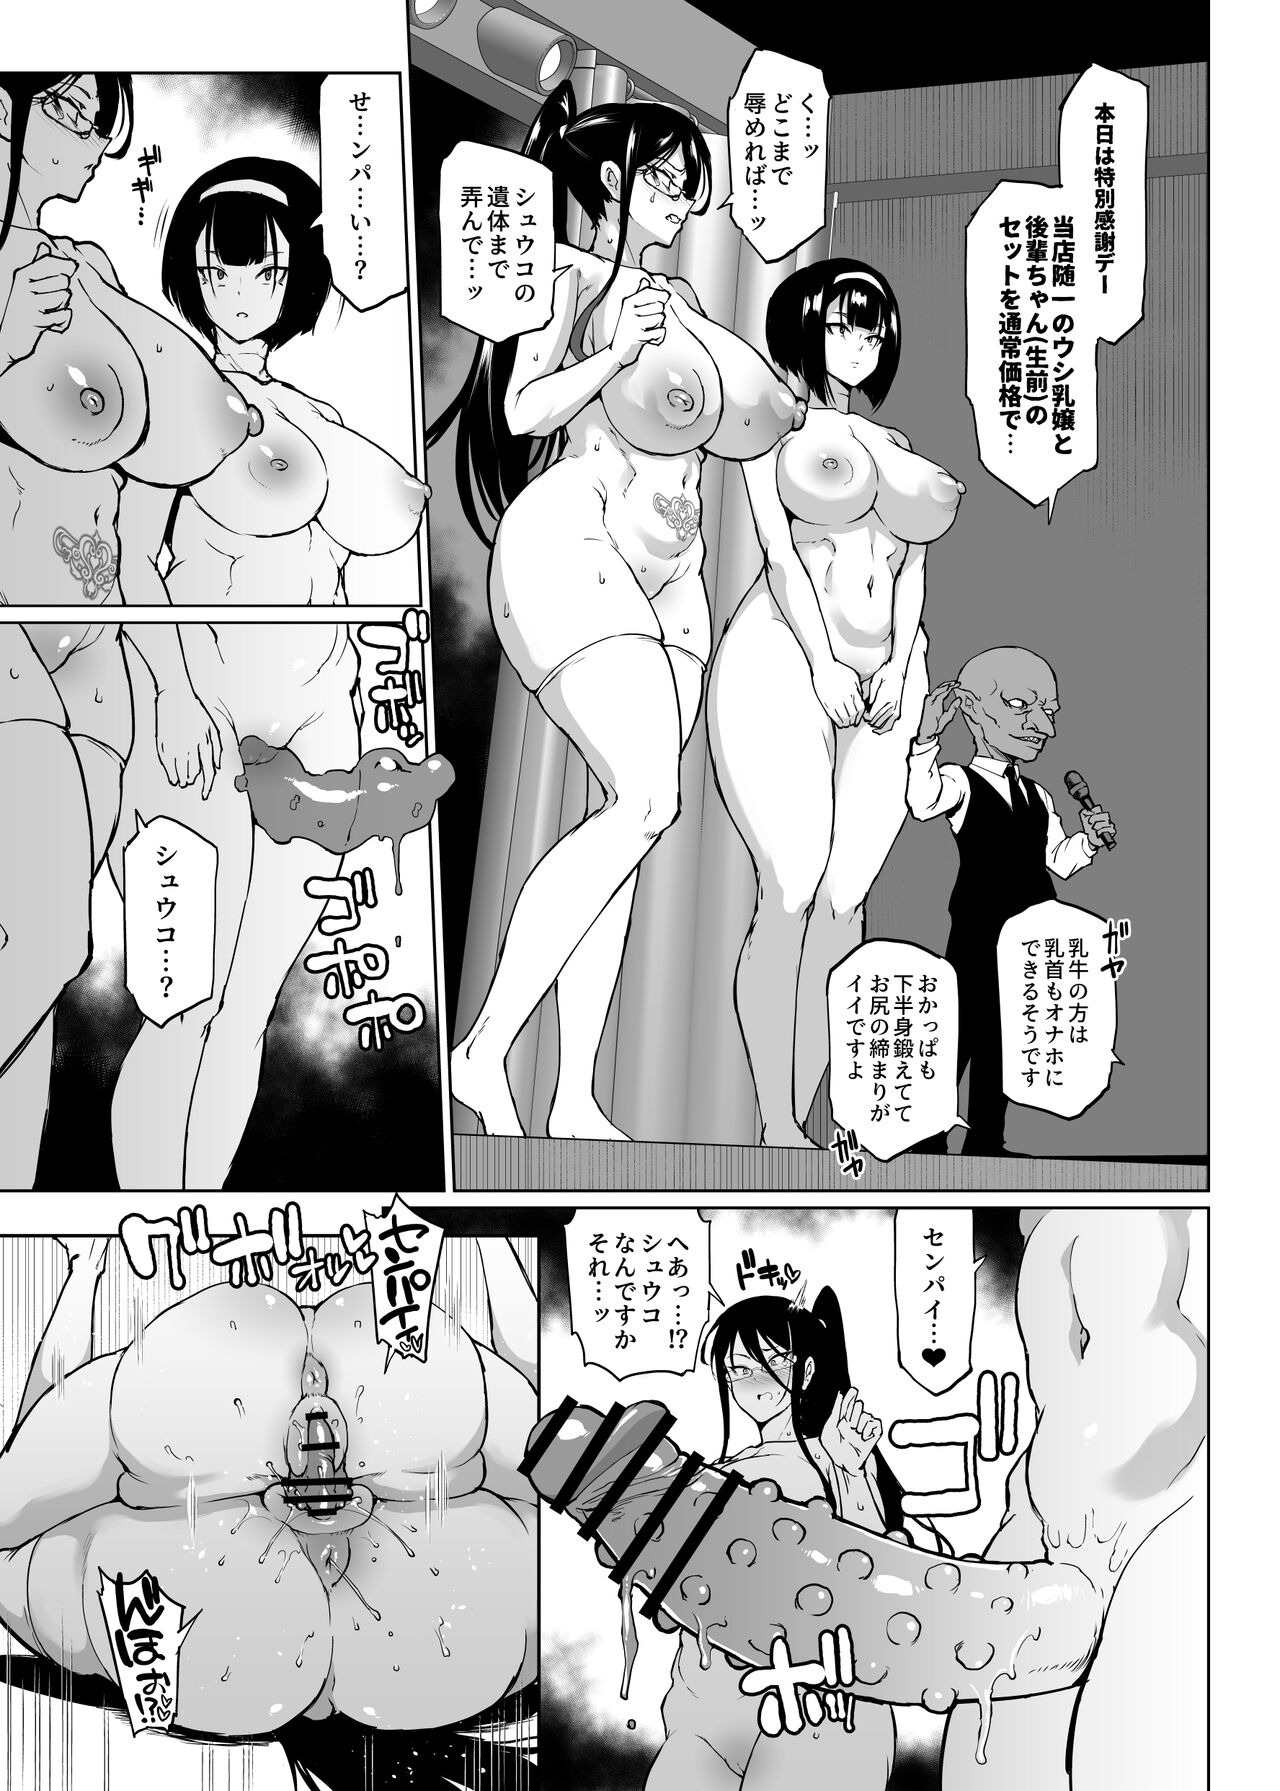 本日は特別感謝デー
当店随一のウシ乳嬢と
後輩ちゃん(生前)の
セットを通常価格で…
く…ッ
どこまで
辱めれば…ッ
シュウコの
遺体まで
弄んで…ッ
ガヤ
乳牛の方は
乳首もオナホに
できるそうです
おかっぱも
下半身鍛えてて
お尻の締まりが
イイですよ
ガヤ
せ…ンパ…い…?
ギギ…
ゴボボッ
ゴポポポ
シュウコ…?
センパイ…♥
ドキッ♡
へあっ…!?
シュウコ
なんですか
それ…ッ
ゴボ
センパイィ♡♡
グボォッ♡♡
んほぉ!?♡♡